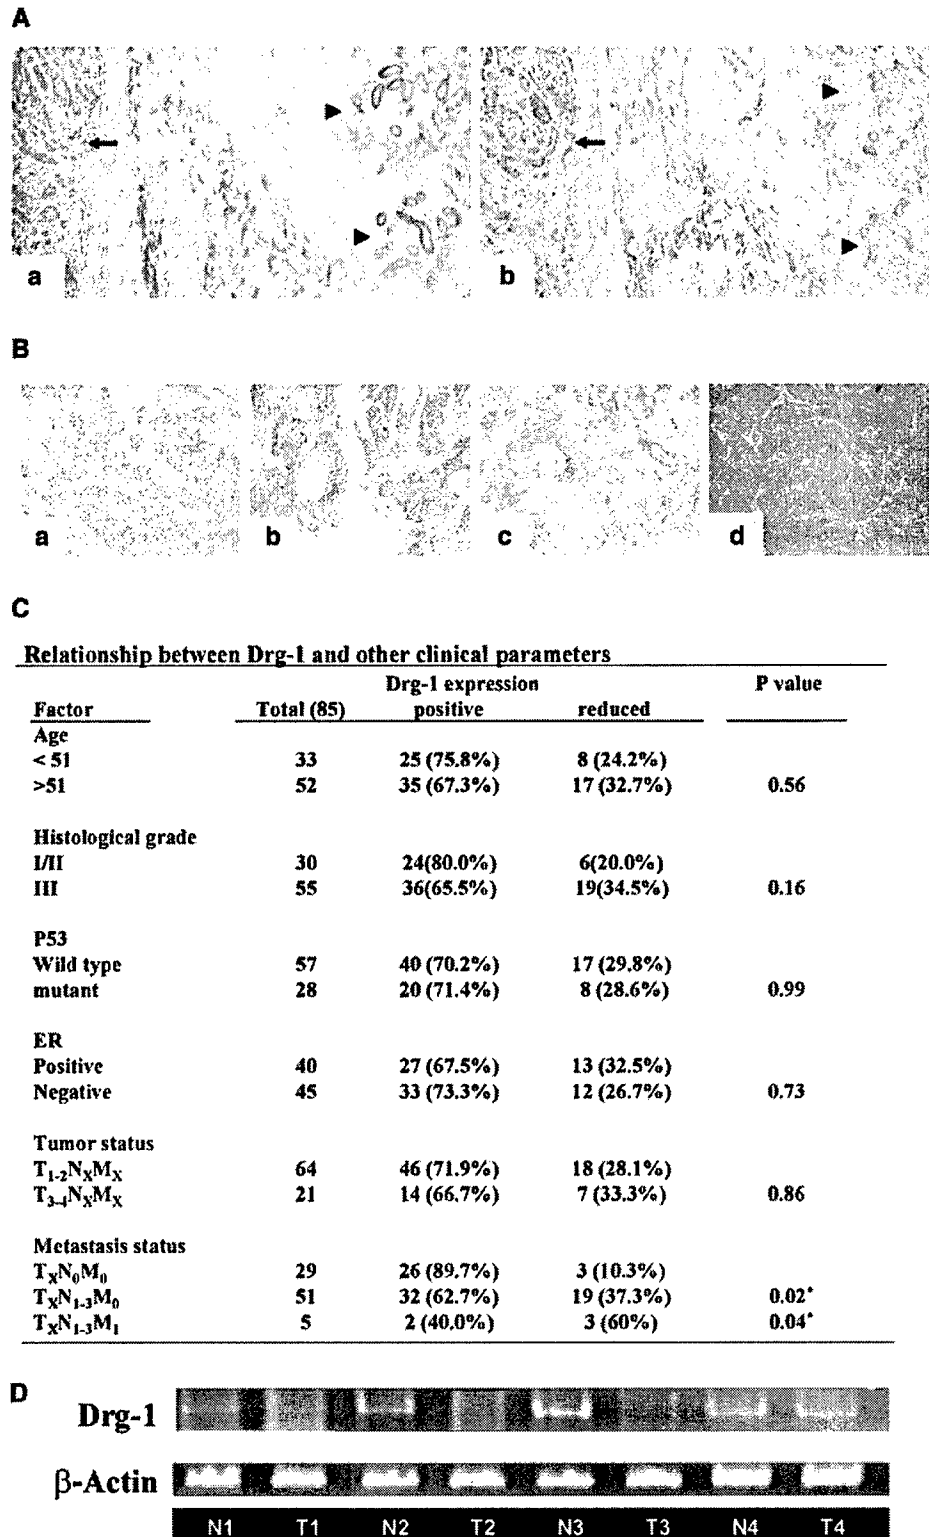 A
a
b
B
a
b
c
d
C
Relationship between Drg-1 and other clinical parameters
Drg-1 expression P value
Factor Total (85) positive reduced
Age
< 51 33 25 (75.8%) 8 (24.2%)
>51 52 35 (67.3%) 17 (32.7%) 0.56
Histological grade
I/II 30 24(80.0%) 6(20.0%)
III 55 36(65.5%) 19(34.5%) 0.16
P53
Wild type 57 40 (70.2%) 17 (29.8%)
mutant 28 20 (71.4%) 8 (28.6%) 0.99
ER
Positive 40 27 (67.5%) 13 (32.5%)
Negative 45 33 (73.3%) 12 (26.7%) 0.73
Tumor status
T1-2NXMX 64 46 (71.9%) 18 (28.1%)
T3-4NXMX 21 14 (66.7%) 7 (33.3%) 0.86
Metastasis status
TXN0M0 29 26 (89.7%) 3 (10.3%)
TXN1-3M0 51 32 (62.7%) 19 (37.3%) 0.02*
TXN1-3M1 5 2 (40.0%) 3 (60%) 0.04*
D
Drg-1
β-Actin
N1 T1 N2 T2 N3 T3 N4 T4